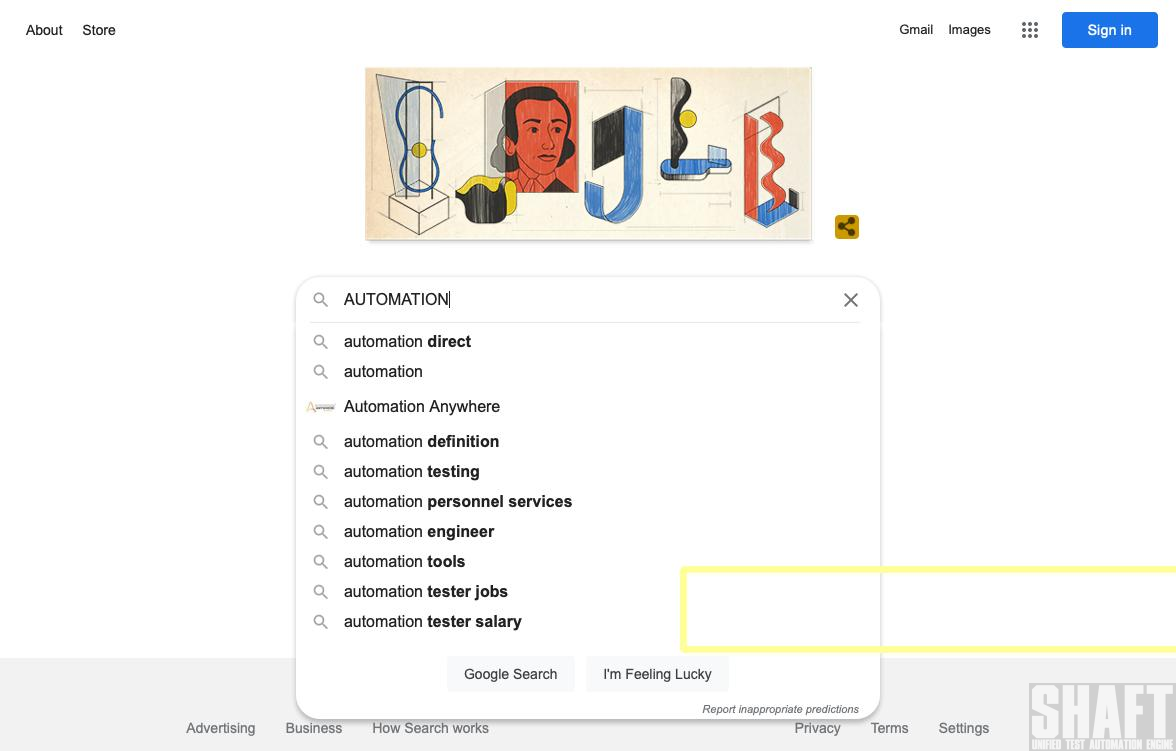 About Store
Gmail Images Sign in
AUTOMATION
automation direct
automation
Automation Anywhere
automation definition
automation testing
automation personnel services
automation engineer
automation tools
automation tester jobs
automation tester salary
Google Search I'm Feeling Lucky
Report inappropriate predictions
Advertising Business How Search works Privacy Terms Settings
SHAFT
UNIFIED TEST AUTOMATION ENGINE